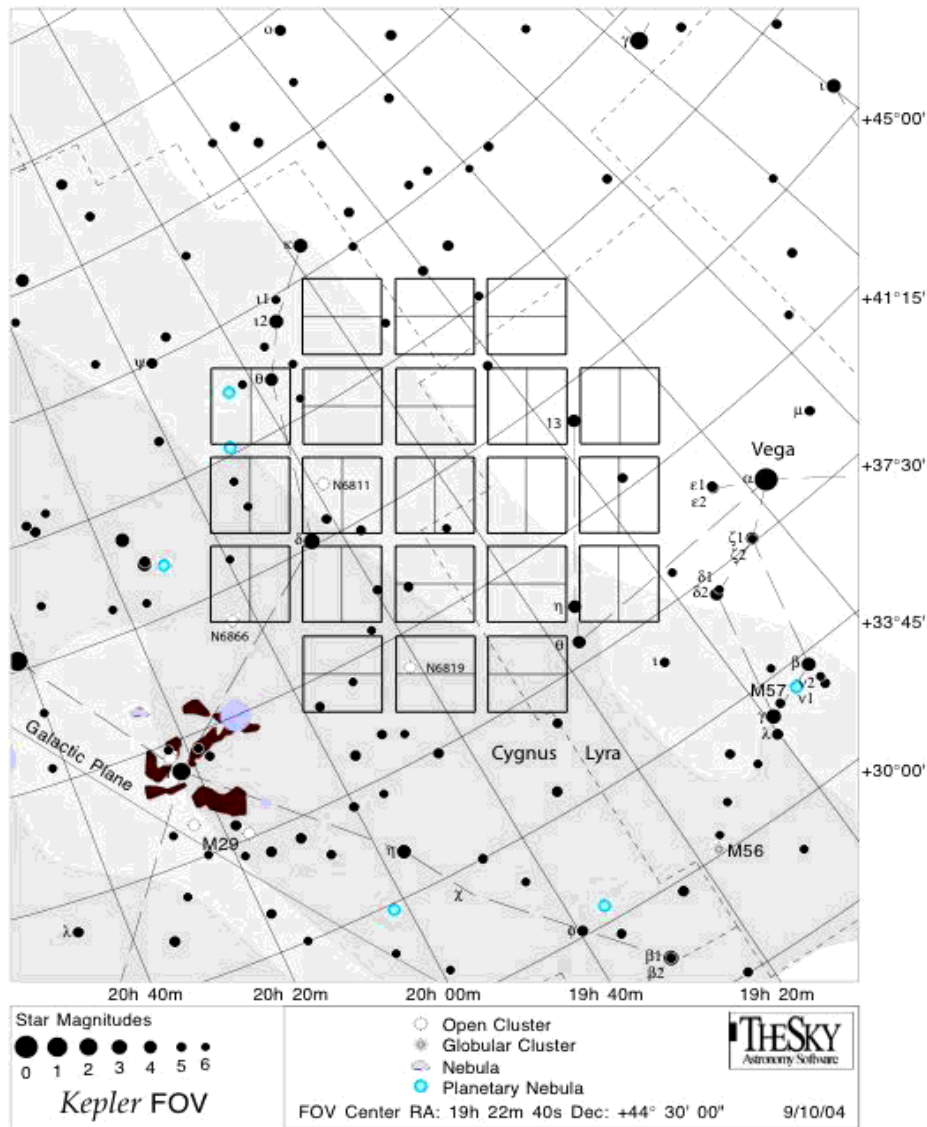 ο
γ
ι
+45°00'
κ
+41°15'
ι1
ι2
ψ
θ
μ
13
Vega
+37°30'
α
ε1
ε2
N6811
δ
ζ1
ζ2
δ1
δ2
η
+33°45'
N6866
θ
ι
β
N6819
M57
ν2
ν1
γ
λ
Galactic Plane
Cygnus
Lyra
+30°00'
M29
η
M56
χ
λ
φ
β1
β2
20h 40m
20h 20m
20h 00m
19h 40m
19h 20m
Star Magnitudes
0 1 2 3 4 5 6
Kepler FOV
Open Cluster
Globular Cluster
Nebula
Planetary Nebula
THESKY
Astronomy Software
FOV Center RA: 19h 22m 40s Dec: +44° 30' 00"
9/10/04